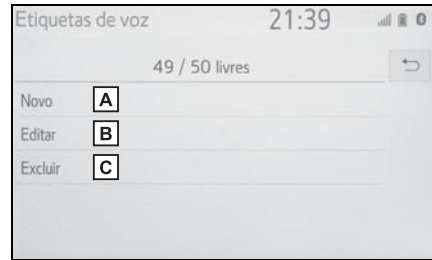 Etiquetas de voz 21:39
49 / 50 livres
Novo A
Editar B
Excluir C